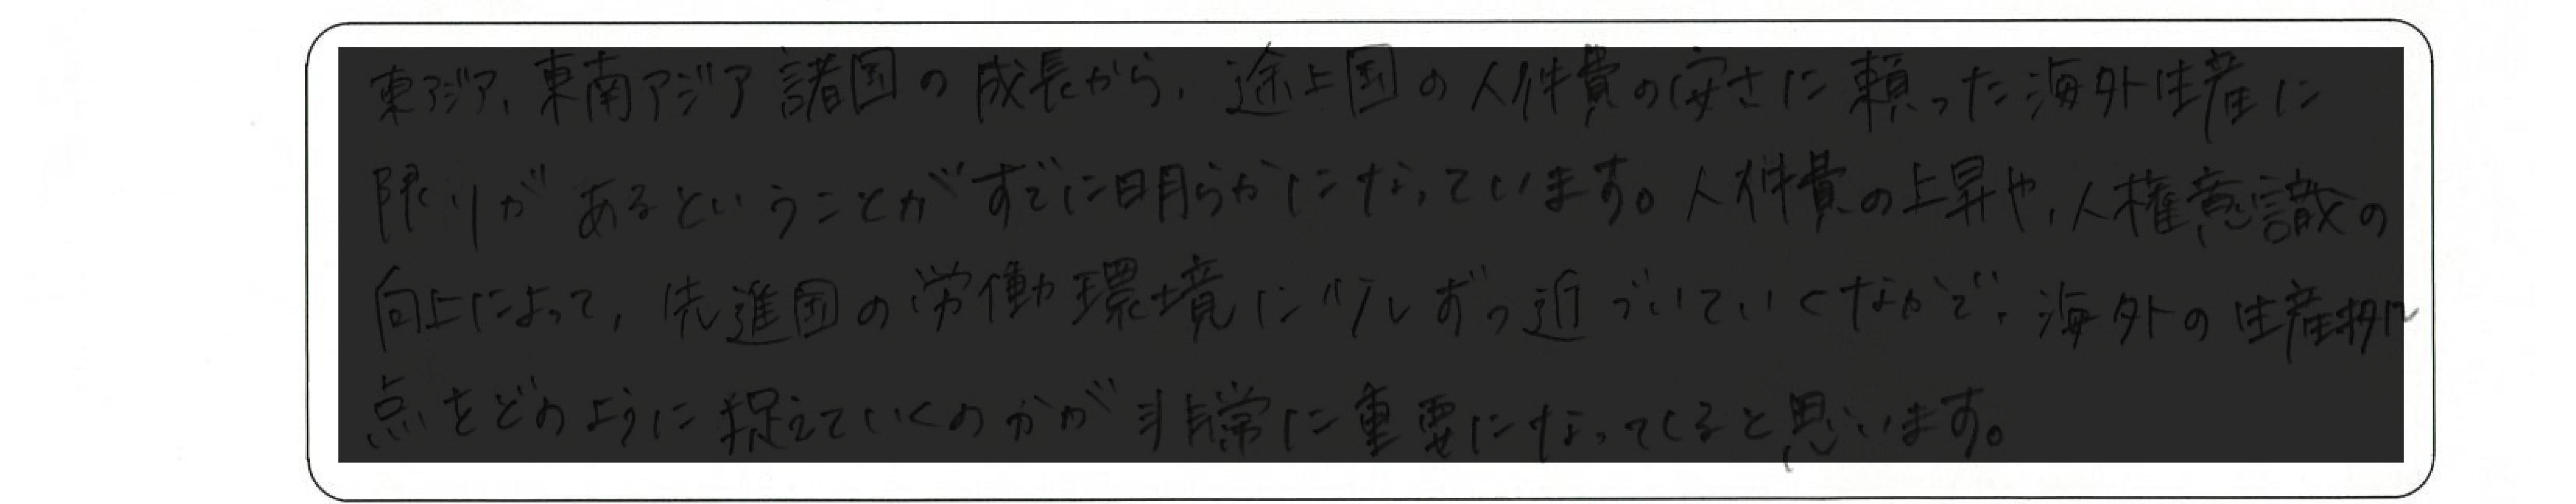 東アジア、東南アジア諸国の成長から、途上国の人件費の安さに頼った海外生産に
限りがあるということがすでに明らかになっています。人件費の上昇や、人権意識の
向上によって、先進国の労働環境に少しずつ近づいていくなかで、海外の生産拠
点をどのように捉えていくのかが非常に重要になってくると思います。